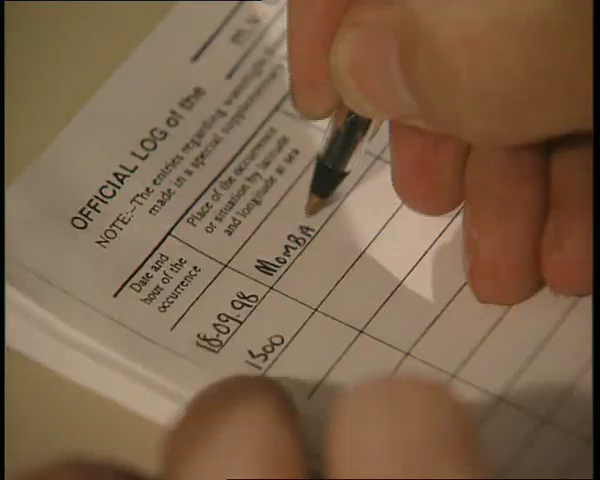 OFFICIAL LOG of the
NOTE:-The entries regarding
made in a special supplementary
Date and
hour of the
occurrence
Place of the occurrence
or situation by latitude
and longitude at sea
18.09.98
MomBA
1500